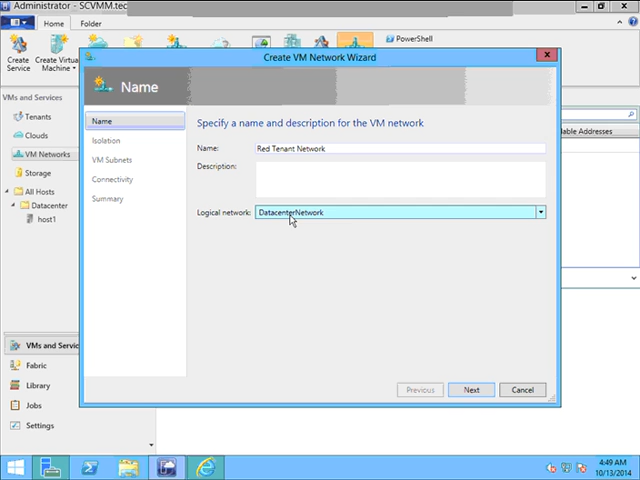 Administrator - SCVMM.tec
Home
Folder
Create Service
Create Virtual Machine
PowerShell
Create VM Network Wizard
Name
VMs and Services
Tenants
Clouds
VM Networks
Storage
All Hosts
Datacenter
host1
VMs and Servic
Fabric
Library
Jobs
Settings
Name
Isolation
VM Subnets
Connectivity
Summary
Specify a name and description for the VM network
Name: Red Tenant Network
Description:
Logical network: DatacenterNetwork
lable Addresses
Previous
Next
Cancel
4:49 AM
10/13/2014